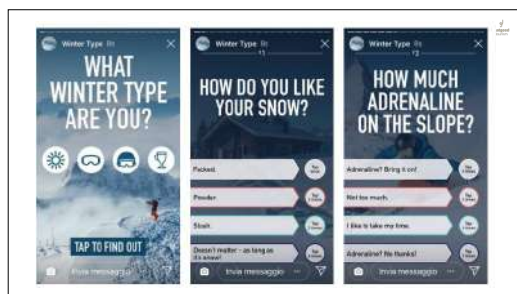 Winter Type
WHAT
WINTER TYPE
ARE YOU?
TAP TO FIND OUT
Invia messaggio
Winter Type
HOW DO YOU LIKE
YOUR SNOW?
Packed.
Powder.
Slush.
Doesn't matter - as long as
it's snow!
Invia messaggio
Winter Type
HOW MUCH
ADRENALINE
ON THE SLOPE?
Adrenaline? Bring it on!
Not too much.
I like to take my time.
Adrenaline? No thanks!
Invia messaggio